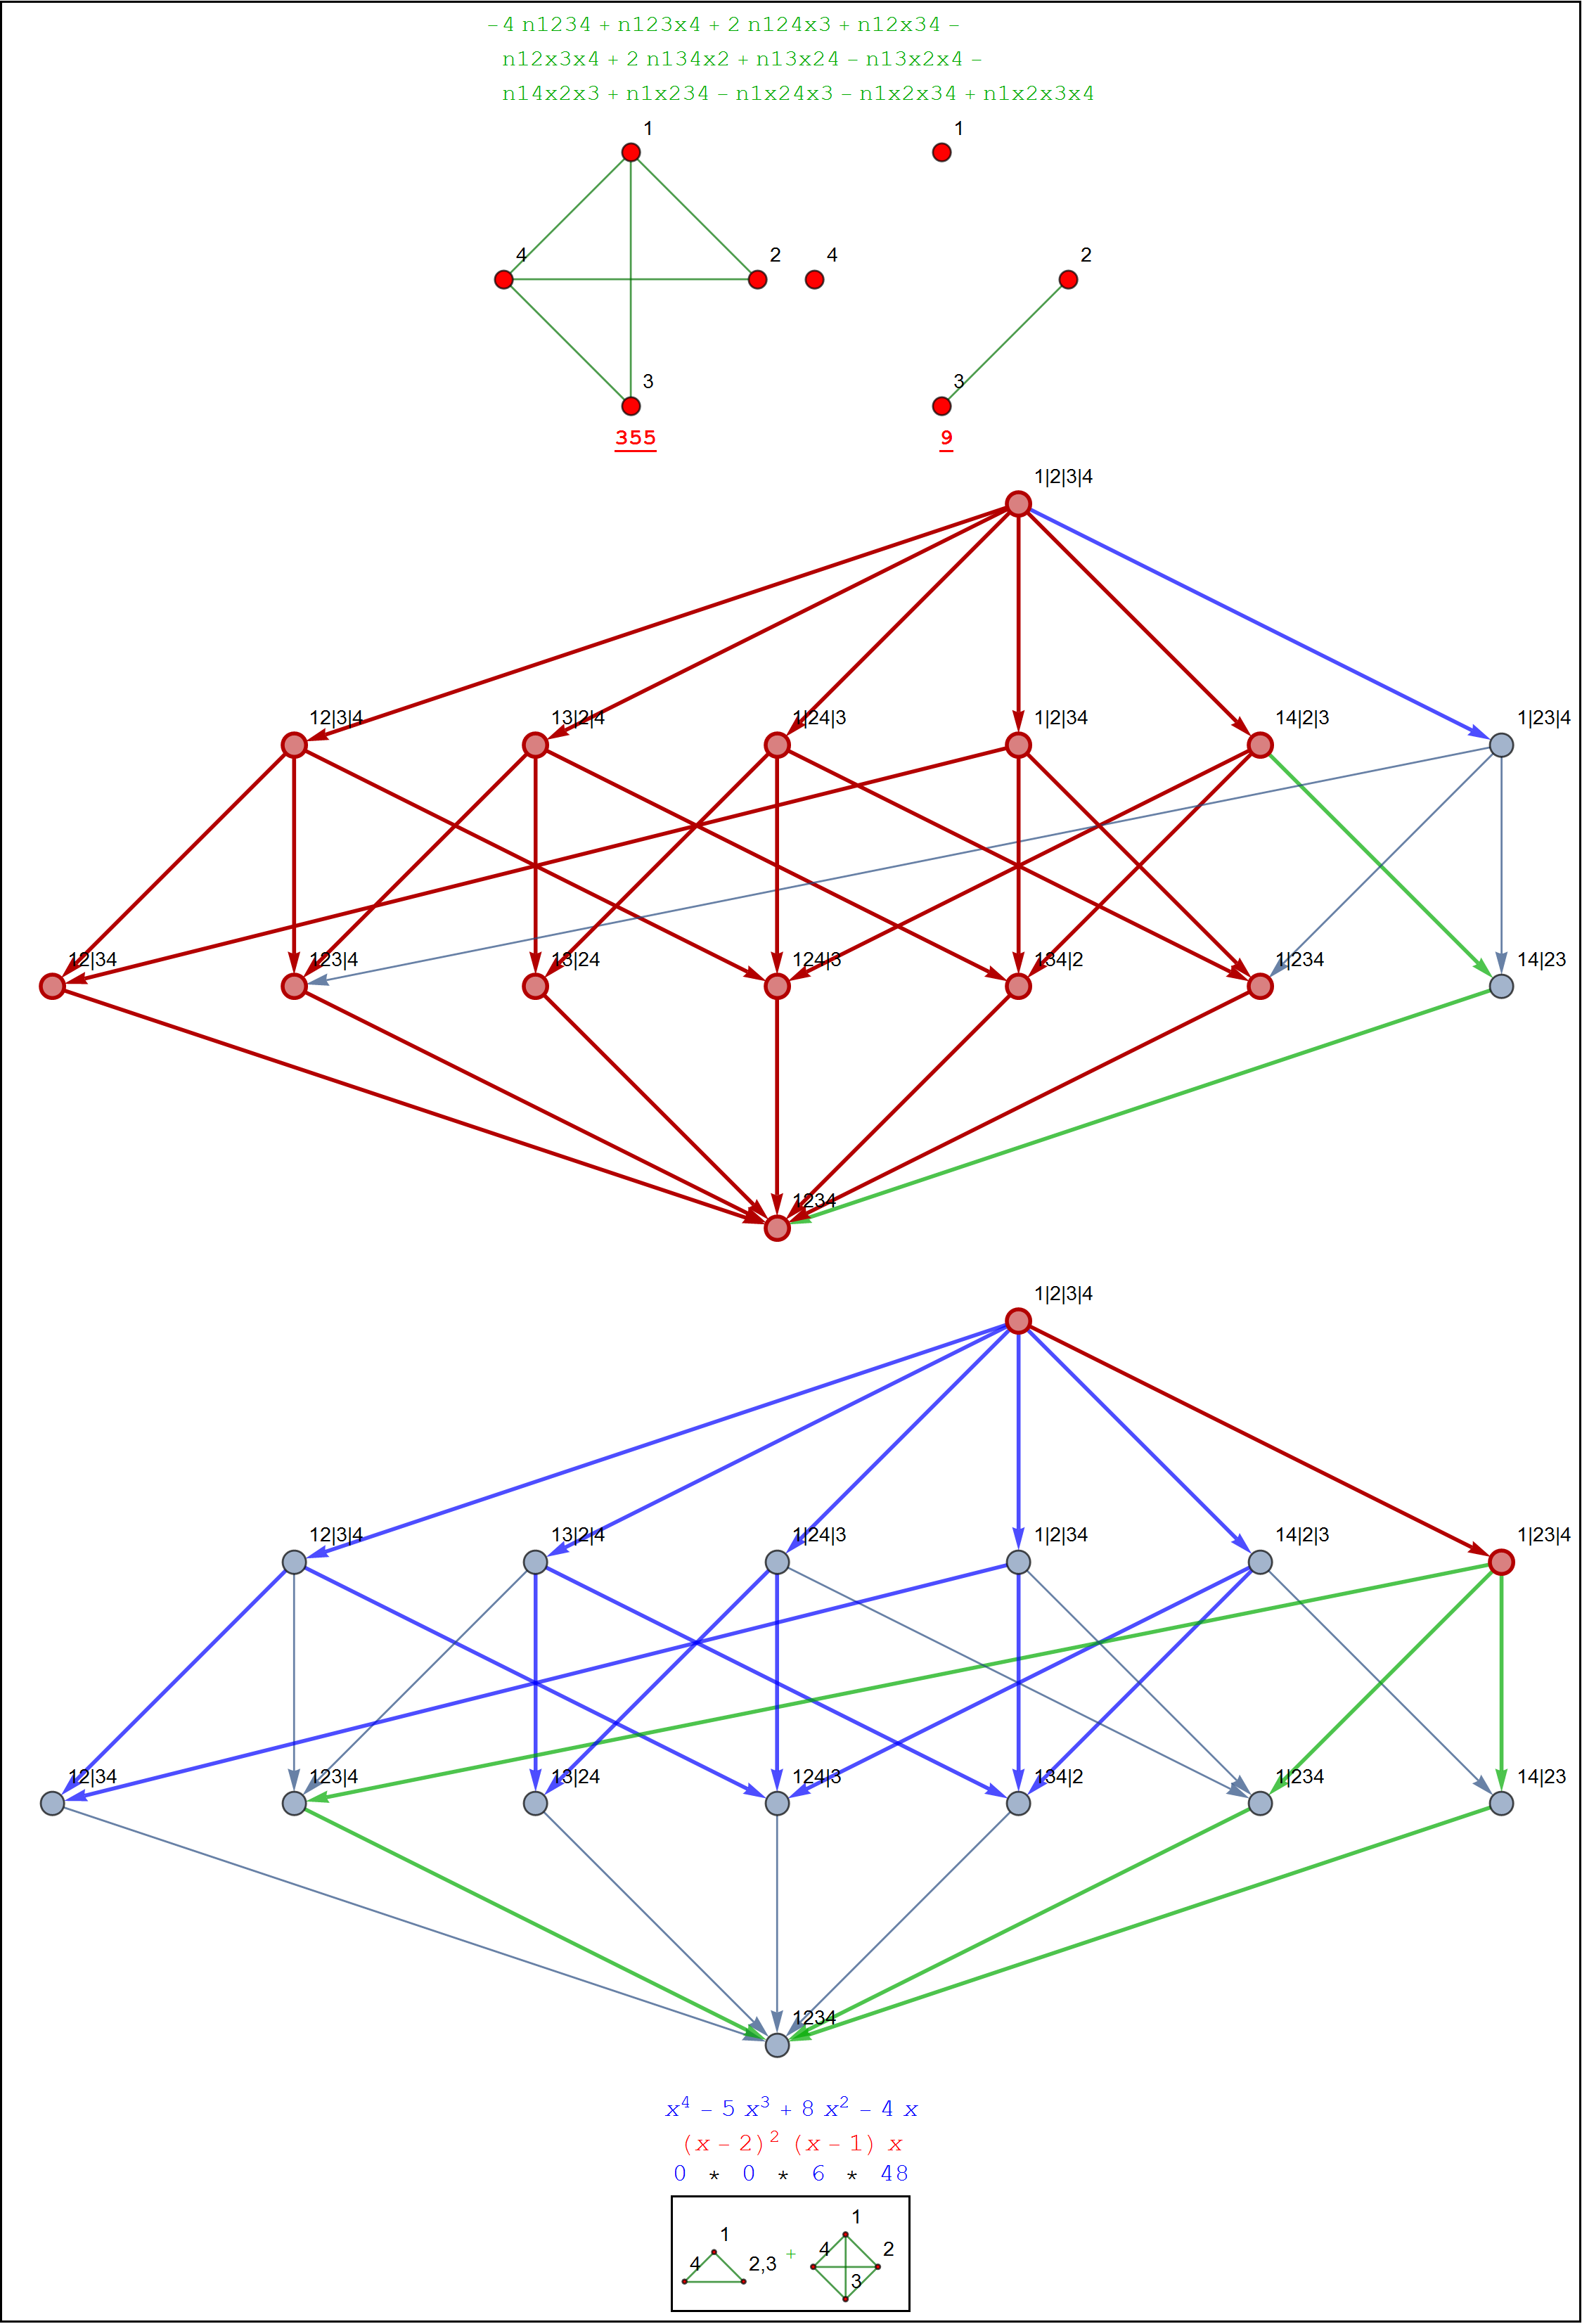 -4 n1234 + n123x4 + 2 n124x3 + n12x34 -
n12x3x4 + 2 n134x2 + n13x24 - n13x2x4 -
n14x2x3 + n1x234 - n1x24x3 - n1x2x34 + n1x2x3x4
1 1
4 2 4 2
3 3
355 9
1|2|3|4
12|3|4 13|2|4 1|24|3 1|2|34 14|2|3 1|23|4
12|34 123|4 13|24 124|3 134|2 1|234 14|23
1234
1|2|3|4
12|3|4 13|2|4 1|24|3 1|2|34 14|2|3 1|23|4
12|34 123|4 13|24 124|3 134|2 1|234 14|23
1234
x⁴ - 5 x³ + 8 x² - 4 x
(x - 2)² (x - 1) x
0 * 0 * 6 * 48
1 1
4 2,3 + 4 2
3